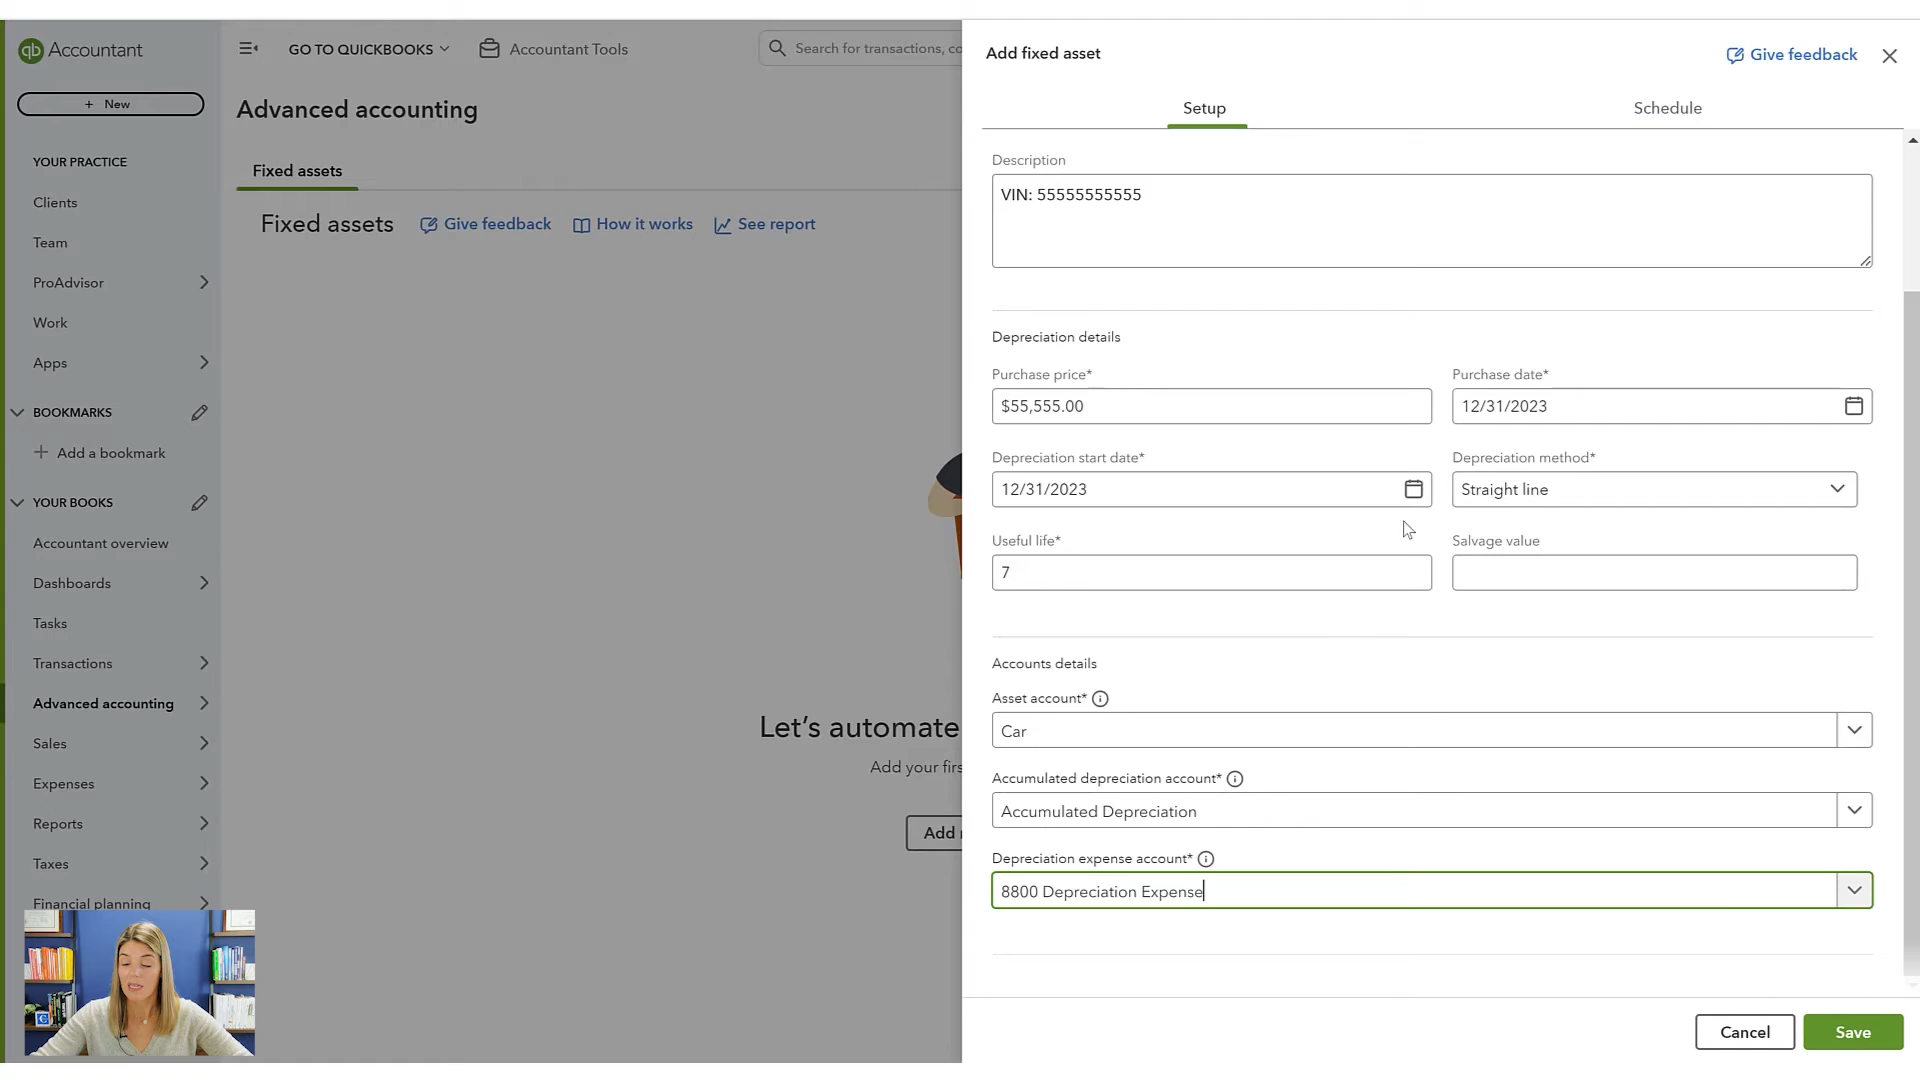 qb Accountant
GO TO QUICKBOOKS
Accountant Tools
Search for transactions, co
+ New
YOUR PRACTICE
Clients
Team
ProAdvisor
Work
Apps
BOOKMARKS
+ Add a bookmark
YOUR BOOKS
Accountant overview
Dashboards
Tasks
Transactions
Advanced accounting
Sales
Expenses
Reports
Taxes
Financial planning
Advanced accounting
Fixed assets
Fixed assets
Give feedback
How it works
See report
Let's automate
Add your firs
Add
Add fixed asset
Give feedback
Setup
Schedule
Description
VIN: 55555555555
Depreciation details
Purchase price*
$55,555.00
Purchase date*
12/31/2023
Depreciation start date*
12/31/2023
Depreciation method*
Straight line
Useful life*
7
Salvage value
Accounts details
Asset account*
Car
Accumulated depreciation account*
Accumulated Depreciation
Depreciation expense account*
8800 Depreciation Expense
Cancel
Save